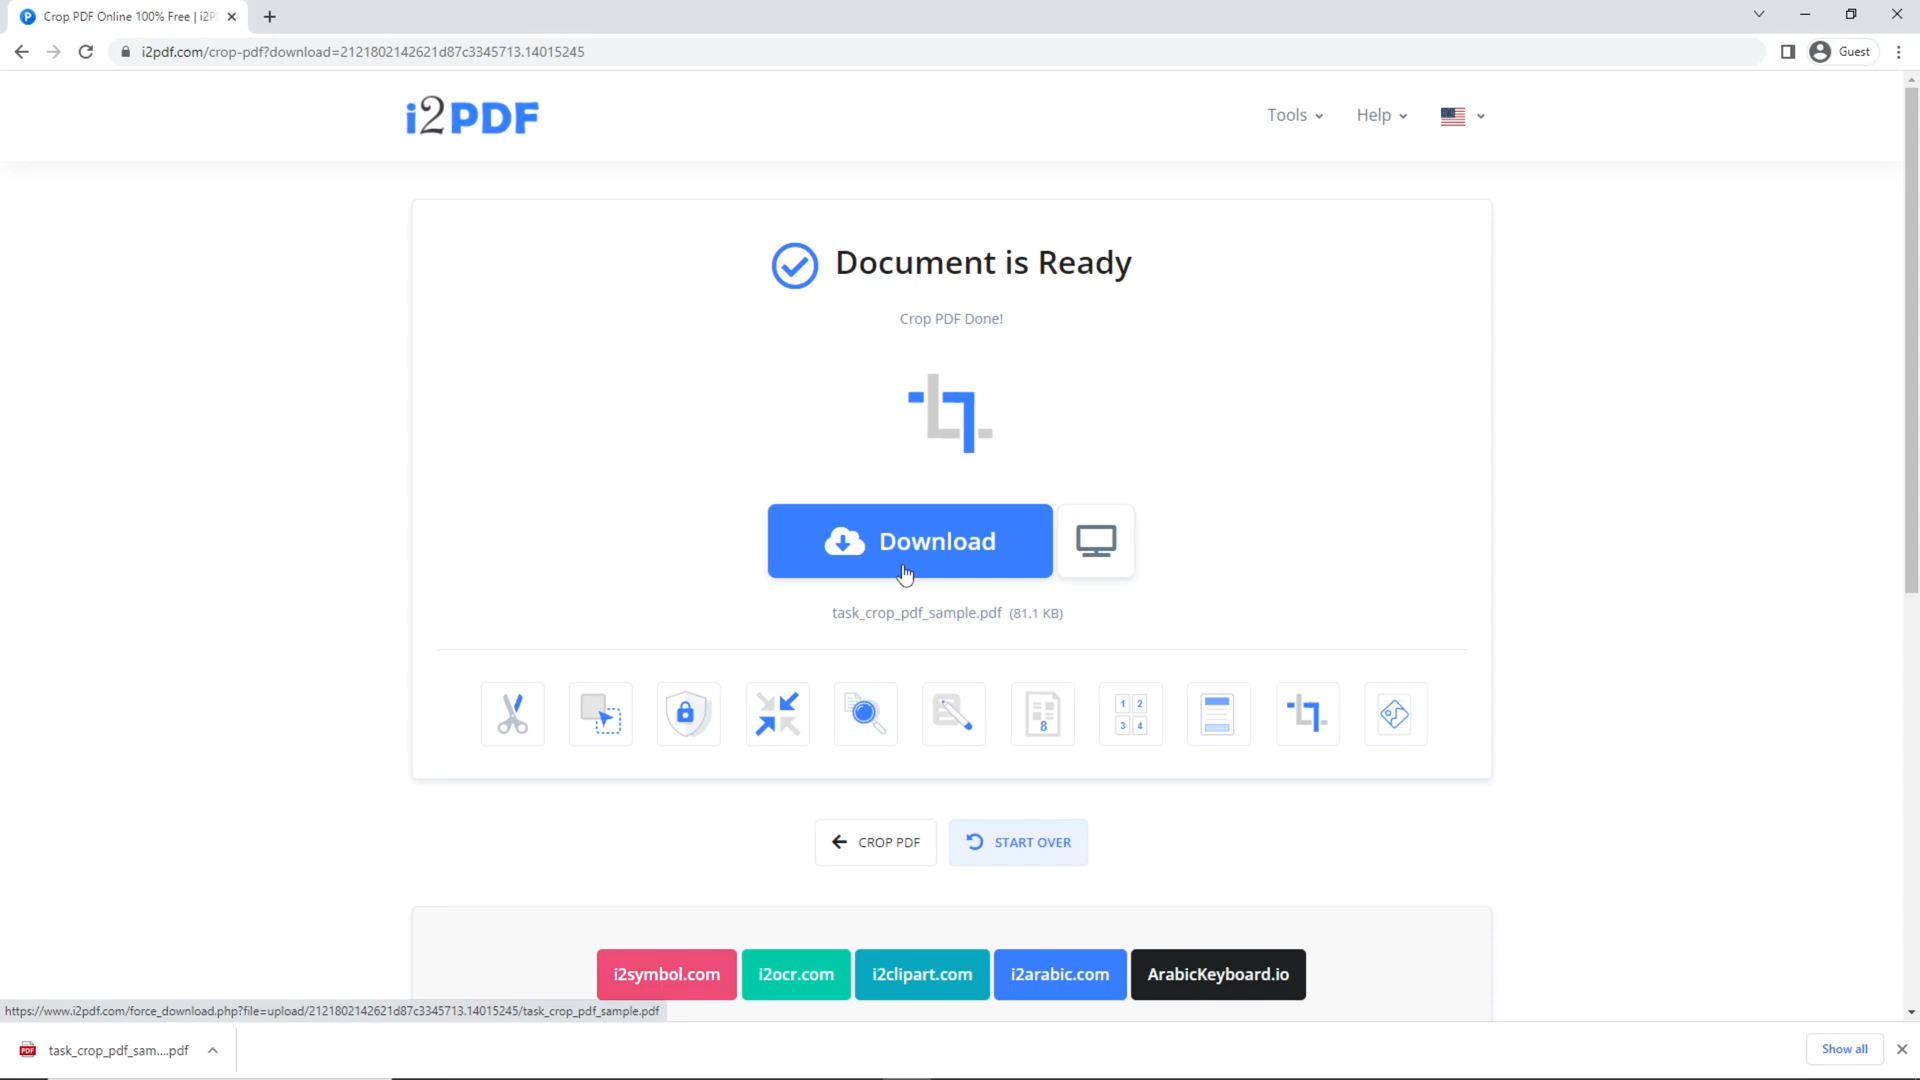 Crop PDF Online 100% Free | i2P
i2pdf.com/crop-pdf?download=2121802142621d87c3345713.14015245
Guest
i2PDF
Tools
Help
Document is Ready
Crop PDF Done!
Download
task_crop_pdf_sample.pdf (81.1 KB)
8
1 2
3 4
CROP PDF
START OVER
i2symbol.com
i2ocr.com
i2clipart.com
i2arabic.com
ArabicKeyboard.io
https://www.i2pdf.com/force_download.php?file=upload/2121802142621d87c3345713.14015245/task_crop_pdf_sample.pdf
PDF
task_crop_pdf_sam....pdf
Show all